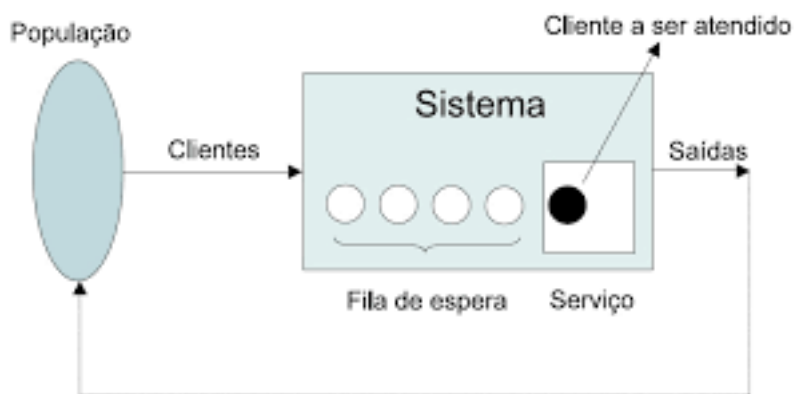 População
Cliente a ser atendido
Sistema
Clientes
Saídas
Fila de espera
Serviço